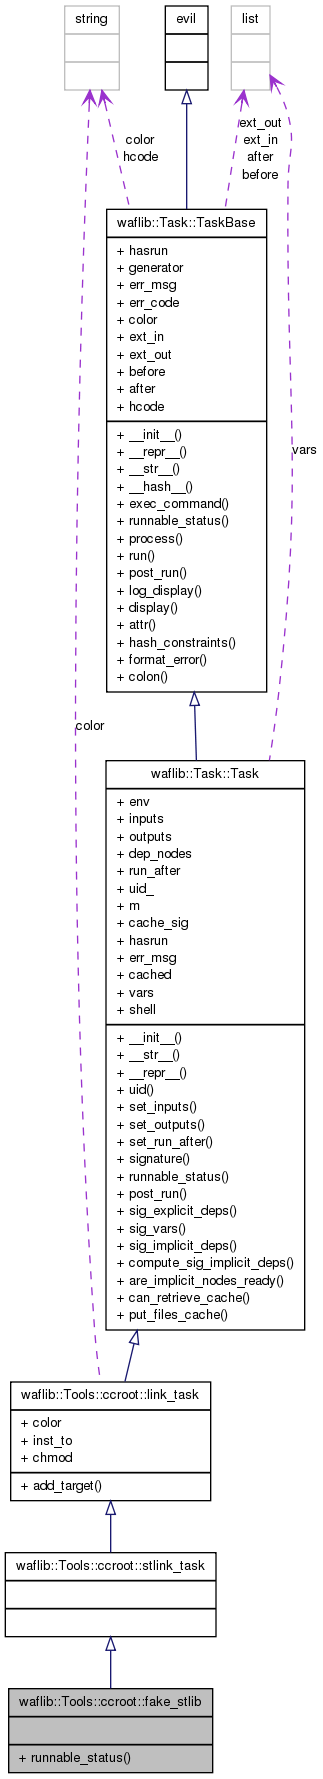 string
evil
list
color
hcode
ext_out
ext_in
after
before
waflib::Task::TaskBase
+ hasrun
+ generator
+ err_msg
+ err_code
+ color
+ ext_in
+ ext_out
+ before
+ after
+ hcode
+ __init__()
+ __repr__()
+ __str__()
+ __hash__()
+ exec_command()
+ runnable_status()
+ process()
+ run()
+ post_run()
+ log_display()
+ display()
+ attr()
+ hash_constraints()
+ format_error()
+ colon()
vars
color
waflib::Task::Task
+ env
+ inputs
+ outputs
+ dep_nodes
+ run_after
+ uid_
+ m
+ cache_sig
+ hasrun
+ err_msg
+ cached
+ vars
+ shell
+ __init__()
+ __str__()
+ __repr__()
+ uid()
+ set_inputs()
+ set_outputs()
+ set_run_after()
+ signature()
+ runnable_status()
+ post_run()
+ sig_explicit_deps()
+ sig_vars()
+ sig_implicit_deps()
+ compute_sig_implicit_deps()
+ are_implicit_nodes_ready()
+ can_retrieve_cache()
+ put_files_cache()
waflib::Tools::ccroot::link_task
+ color
+ inst_to
+ chmod
+ add_target()
waflib::Tools::ccroot::stlink_task
waflib::Tools::ccroot::fake_stlib
+ runnable_status()